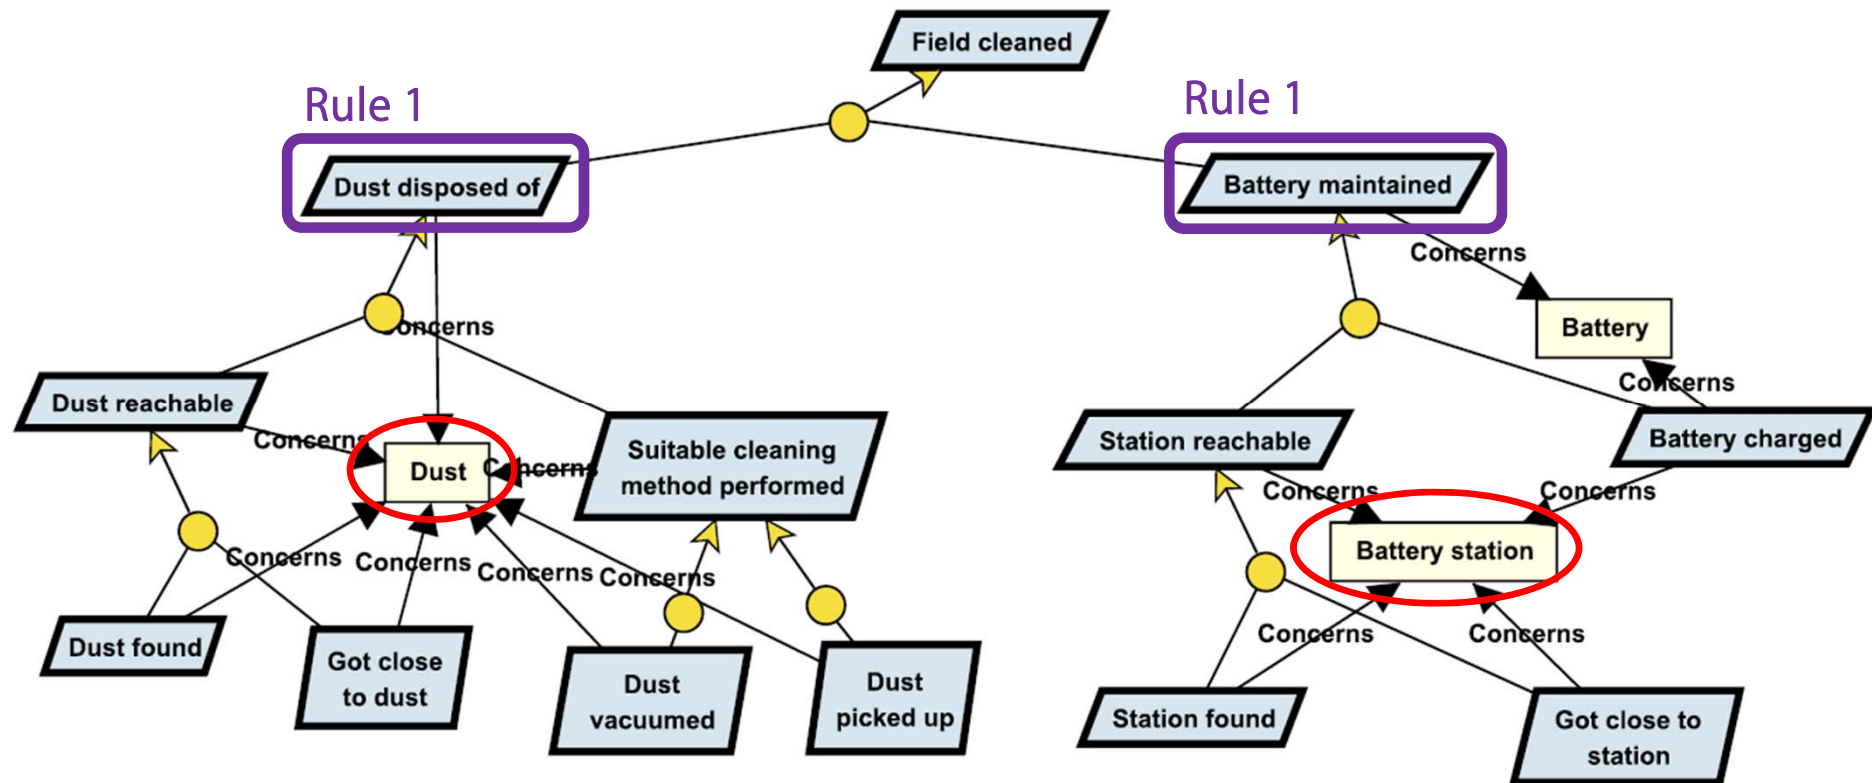 Field cleaned
Rule 1
Rule 1
Dust disposed of
Battery maintained
Concerns
Battery
Concerns
Concerns
Dust reachable
Concerns
Dust
Concerns
Suitable cleaning
method performed
Station reachable
Battery charged
Concerns
Concerns
Battery station
Concerns
Concerns
Concerns
Concerns
Dust found
Got close
to dust
Dust
vacuumed
Dust
picked up
Concerns
Concerns
Station found
Got close to
station